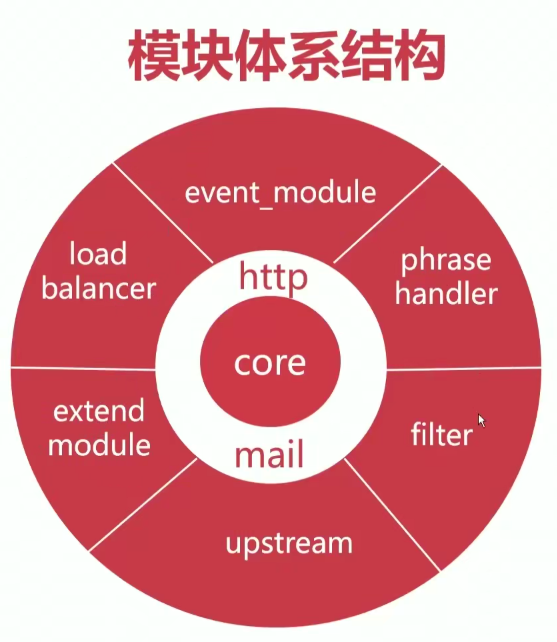 模块体系结构
event_module
load
balancer
http
phrase
handler
core
extend
module
filter
mail
upstream